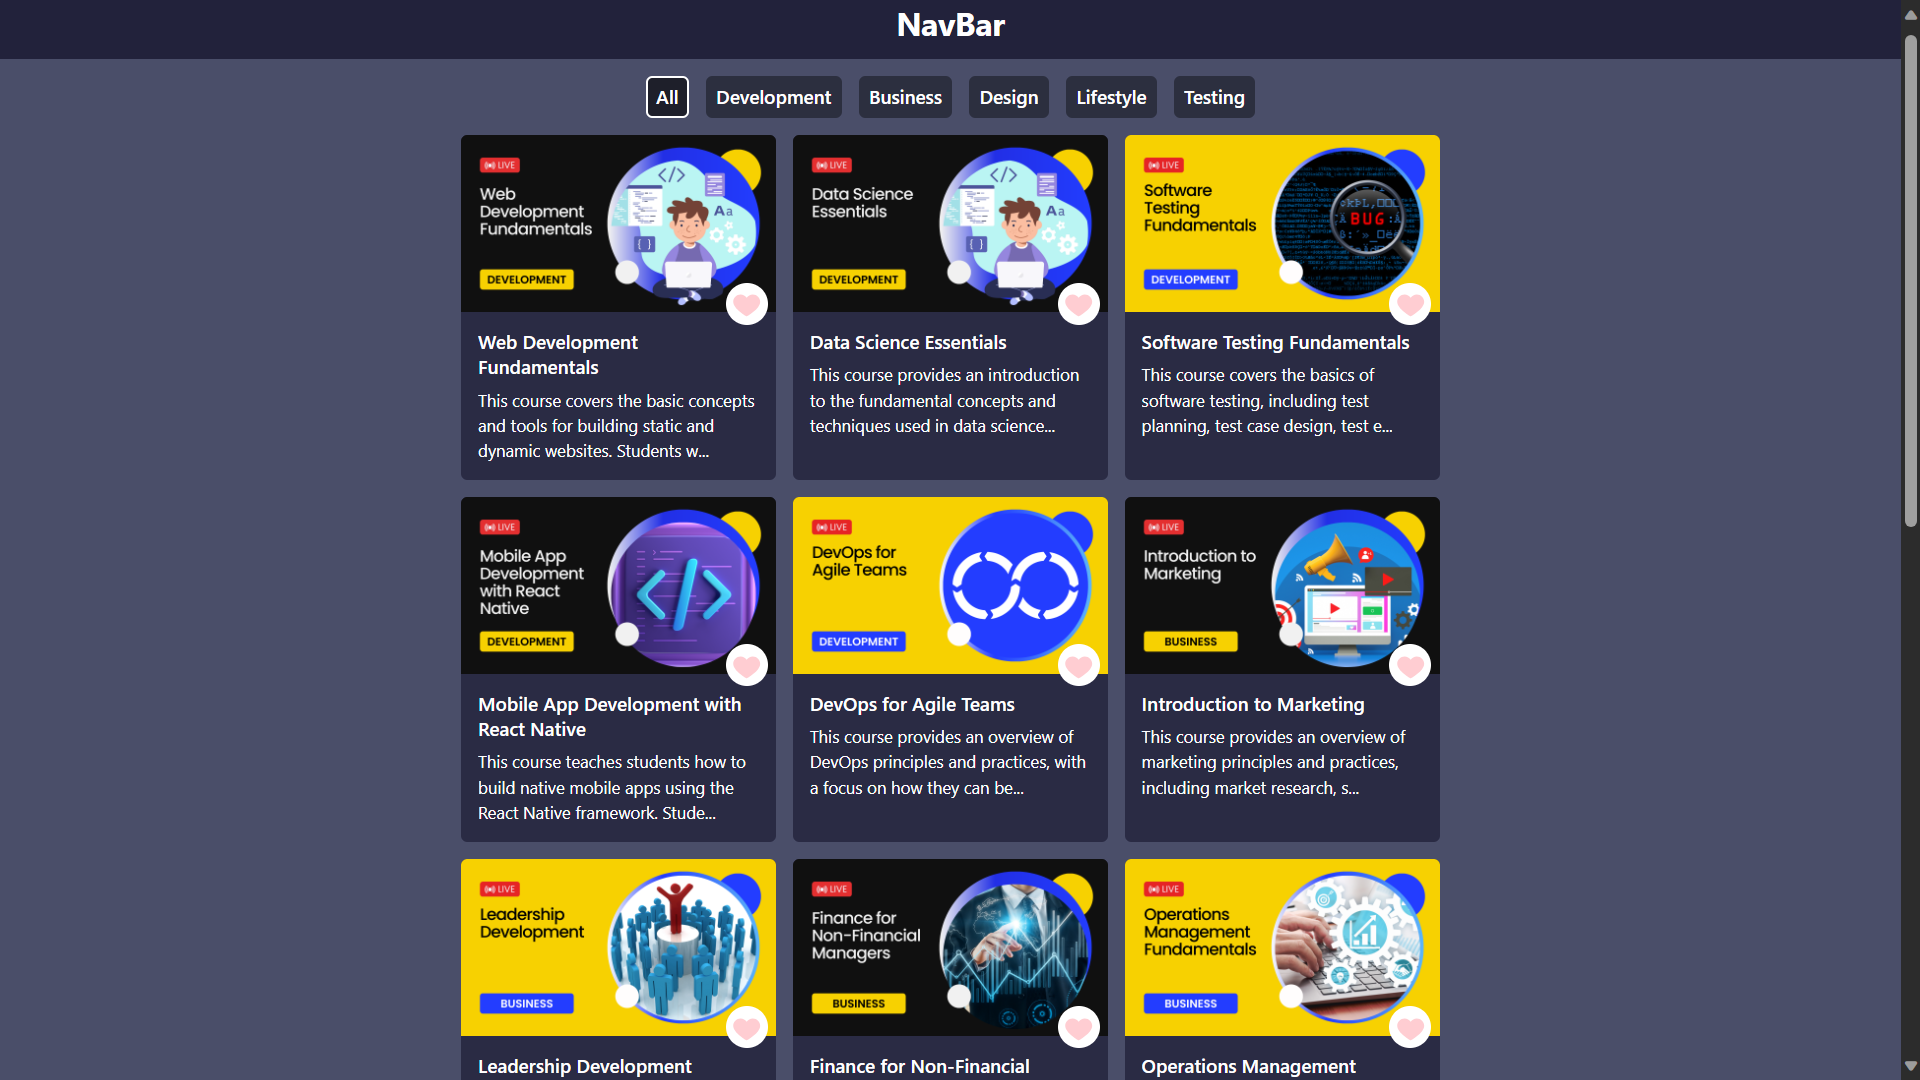 NavBar
All Development Business Design Lifestyle Testing
LIVE
Web
Development
Fundamentals
DEVELOPMENT
LIVE
Data Science
Essentials
DEVELOPMENT
LIVE
Software
Testing
Fundamentals
BUG
DEVELOPMENT
Web Development
Fundamentals
This course covers the basic concepts
and tools for building static and
dynamic websites. Students w...
Data Science Essentials
This course provides an introduction
to the fundamental concepts and
techniques used in data science...
Software Testing Fundamentals
This course covers the basics of
software testing, including test
planning, test case design, test e...
LIVE
Mobile App
Development
with React
Native
DEVELOPMENT
LIVE
DevOps for
Agile Teams
DEVELOPMENT
LIVE
Introduction to
Marketing
BUSINESS
Mobile App Development with
React Native
This course teaches students how to
build native mobile apps using the
React Native framework. Stude...
DevOps for Agile Teams
This course provides an overview of
DevOps principles and practices, with
a focus on how they can be...
Introduction to Marketing
This course provides an overview of
marketing principles and practices,
including market research, s...
LIVE
Leadership
Development
BUSINESS
LIVE
Finance for
Non-Financial
Managers
BUSINESS
LIVE
Operations
Management
Fundamentals
BUSINESS
Leadership Development
Finance for Non-Financial
Operations Management